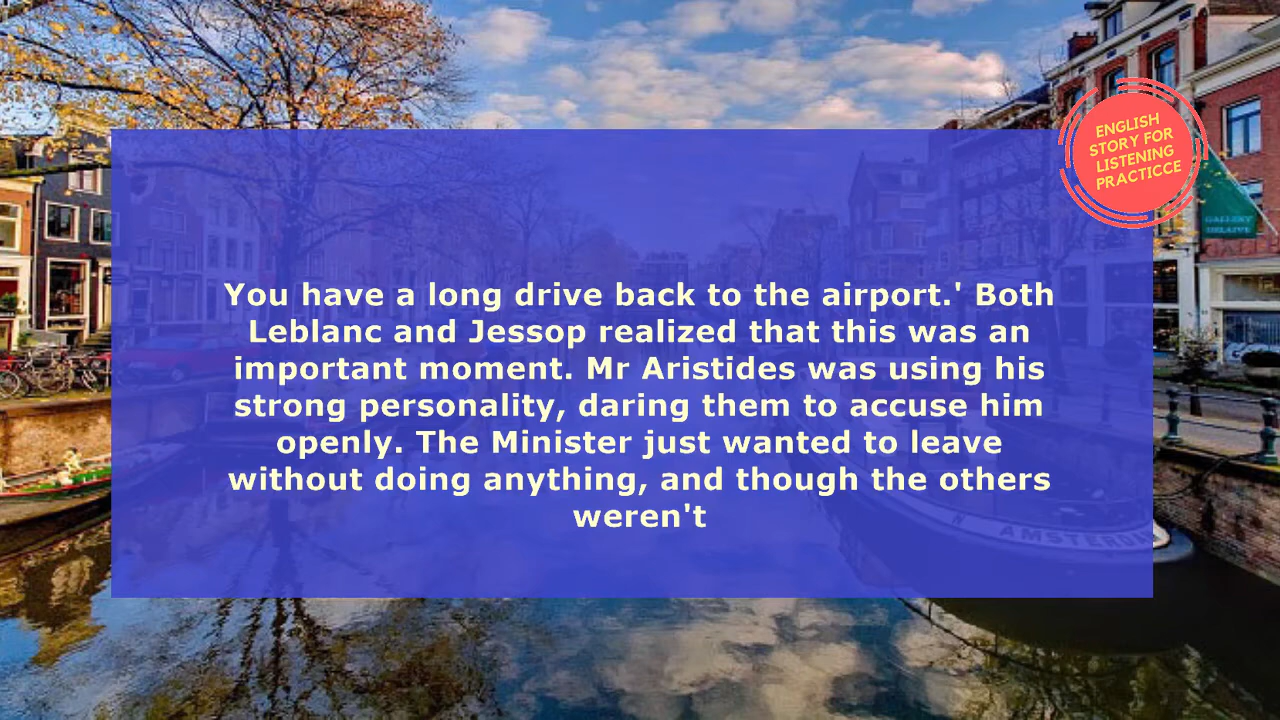 ENGLISH
STORY FOR
LISTENING
PRACTICCE
GALLERY
You have a long drive back to the airport.' Both
Leblanc and Jessop realized that this was an
important moment. Mr Aristides was using his
strong personality, daring them to accuse him
openly. The Minister just wanted to leave
without doing anything, and though the others
weren't
AMSTERDAM